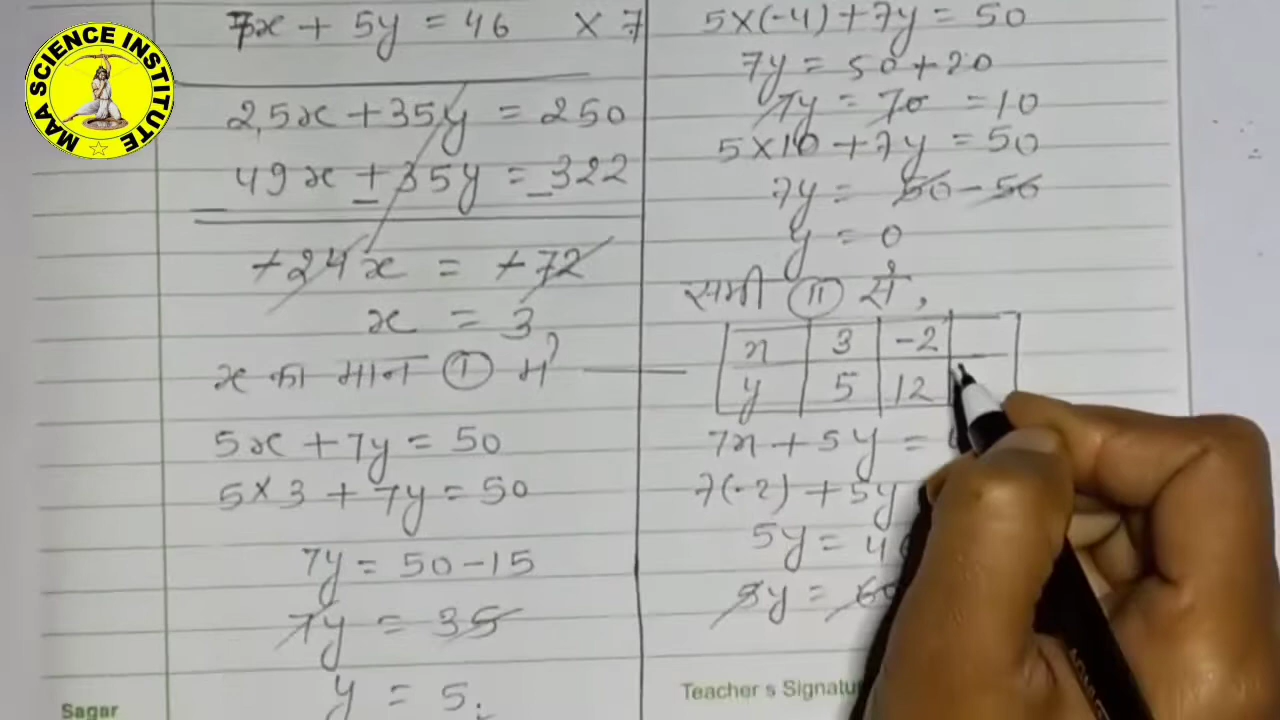 MAA SCIENCE INSTITUTE
7x + 5y = 46 × 7
25x + 35y = 250
49x + 35y = 322
+24x = +72
x = 3
x का मान I में
5x + 7y = 50
5 × 3 + 7y = 50
7y = 50 - 15
7y = 35
y = 5
Sagar
5×(-4) + 7y = 50
7y = 50 + 20
7y = 70 = 10
5×10 + 7y = 50
7y = 50 - 50
y = 0
समी II से,
x 3 -2
y 5 12
7x + 5y =
7(-2) + 5y
5y = 4
5y = 60
Teacher s Signatu